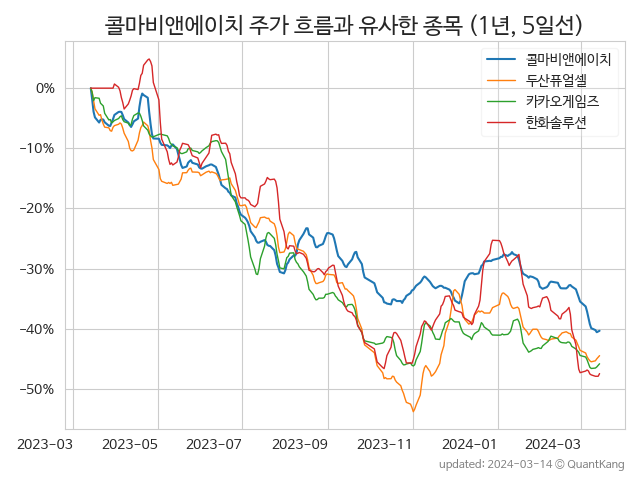 콜마비앤에이치 주가 흐름과 유사한 종목 (1년, 5일선)
콜마비앤에이치
두산퓨얼셀
카카오게임즈
한화솔루션
0%
−10%
−20%
−30%
−40%
−50%
2023−03 2023−05 2023−07 2023−09 2023−11 2024−01 2024−03
updated: 2024-03-14 © QuantKang